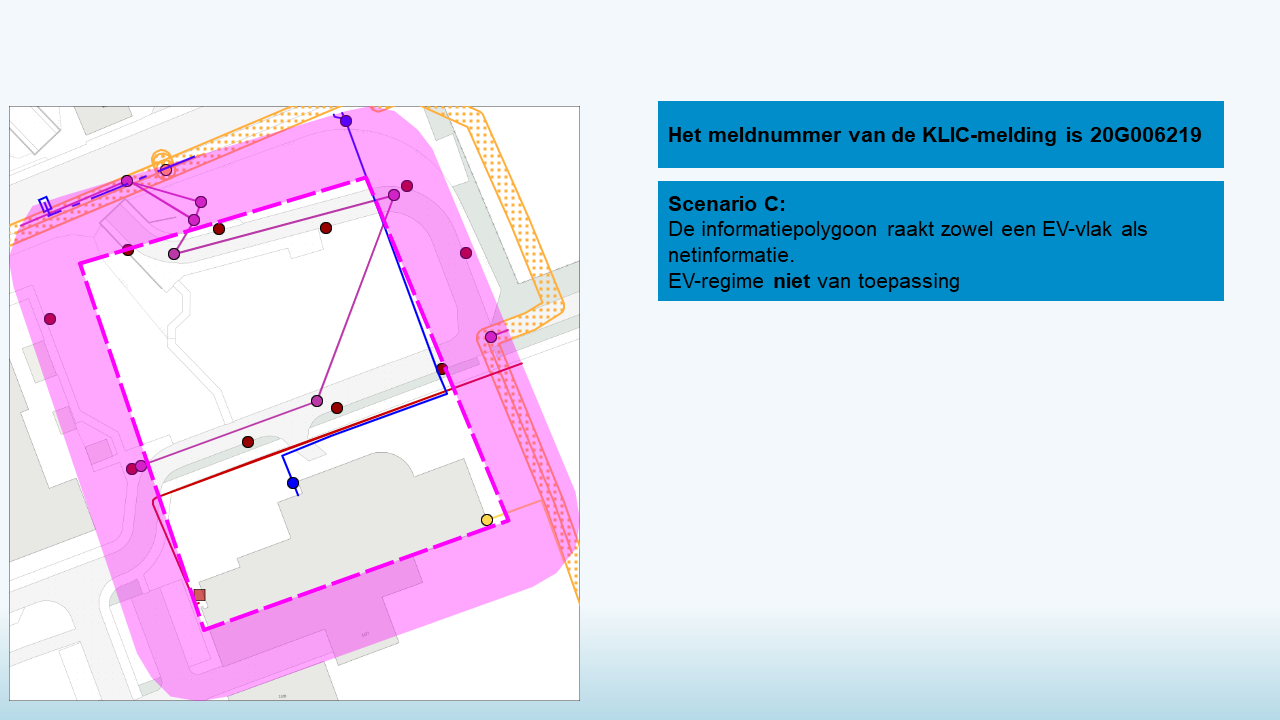 Het meldnummer van de KLIC-melding is 20G006219
Scenario C:
De informatiepolygoon raakt zowel een EV-vlak als
netinformatie.
EV-regime niet van toepassing